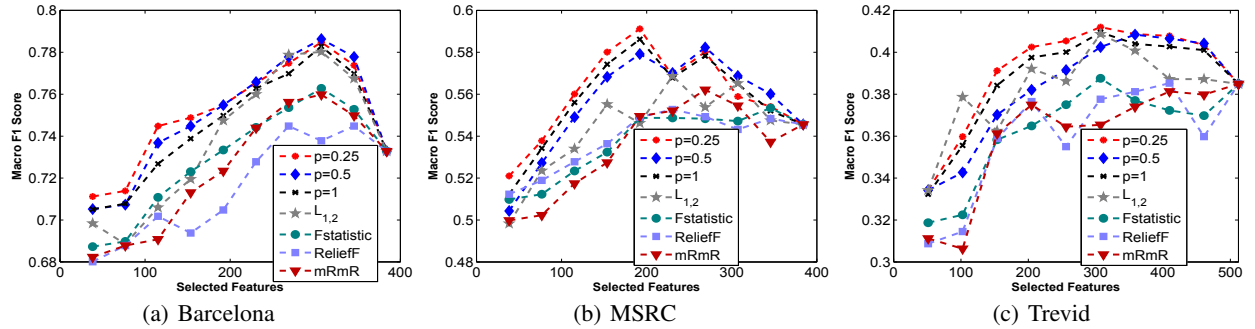 0.8
0.78
0.76
0.74
0.72
0.7
0.68
Macro F1 Score
0 100 200 300 400
Selected Features
p=0.25
p=0.5
p=1
L1,2
Fstatistic
ReliefF
mRmR
(a) Barcelona
0.6
0.58
0.56
0.54
0.52
0.5
0.48
Macro F1 Score
0 100 200 300 400
Selected Features
p=0.25
p=0.5
p=1
L1,2
Fstatistic
ReliefF
mRmR
(b) MSRC
0.42
0.4
0.38
0.36
0.34
0.32
0.3
Macro F1 Score
0 100 200 300 400 500
Selected Features
p=0.25
p=0.5
p=1
L1,2
Fstatistic
ReliefF
mRmR
(c) Trevid